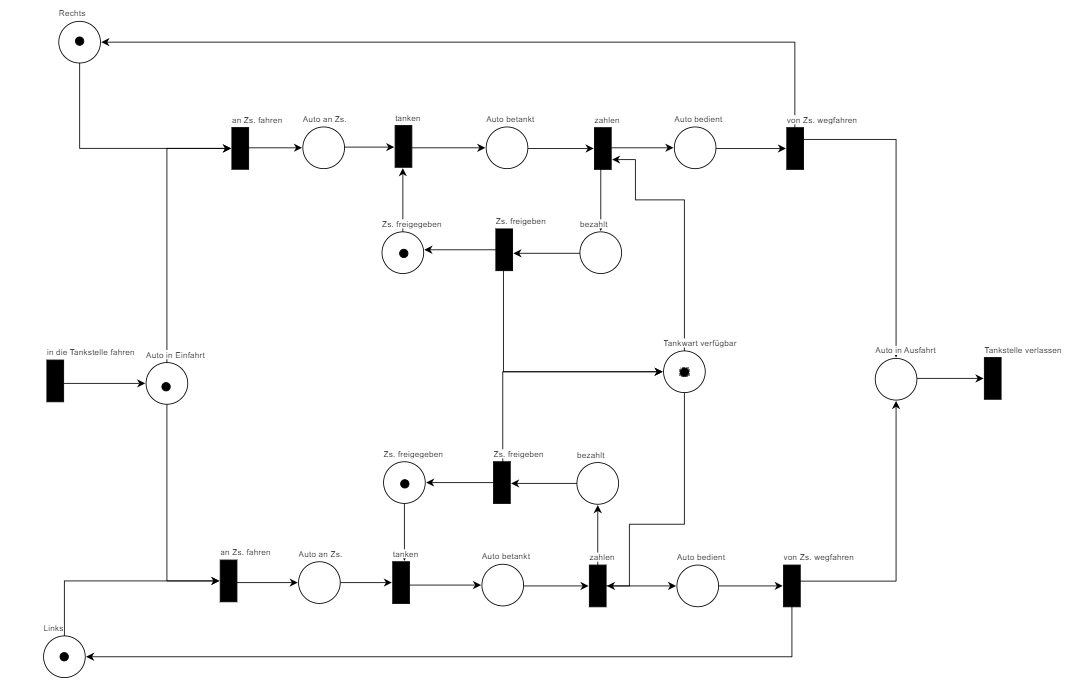 Rechts
an Zs. fahren
Auto an Zs.
tanken
Auto betankt
zahlen
Auto bedient
von Zs. wegfahren
Zs. freigegeben
Zs. freigeben
bezahlt
in die Tankstelle fahren
Auto in Einfahrt
Tankwart verfügbar
Auto in Ausfahrt
Tankstelle verlassen
Zs. freigegeben
Zs. freigeben
bezahlt
an Zs. fahren
Auto an Zs.
tanken
Auto betankt
zahlen
Auto bedient
von Zs. wegfahren
Links